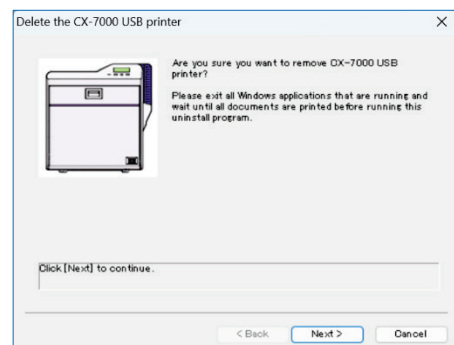 Delete the CX-7000 USB printer
Are you sure you want to remove CX-7000 USB
printer?
Please exit all Windows applications that are running and
wait until all documents are printed before running this
uninstall program.
Click [Next] to continue.
< Back
Next >
Cancel